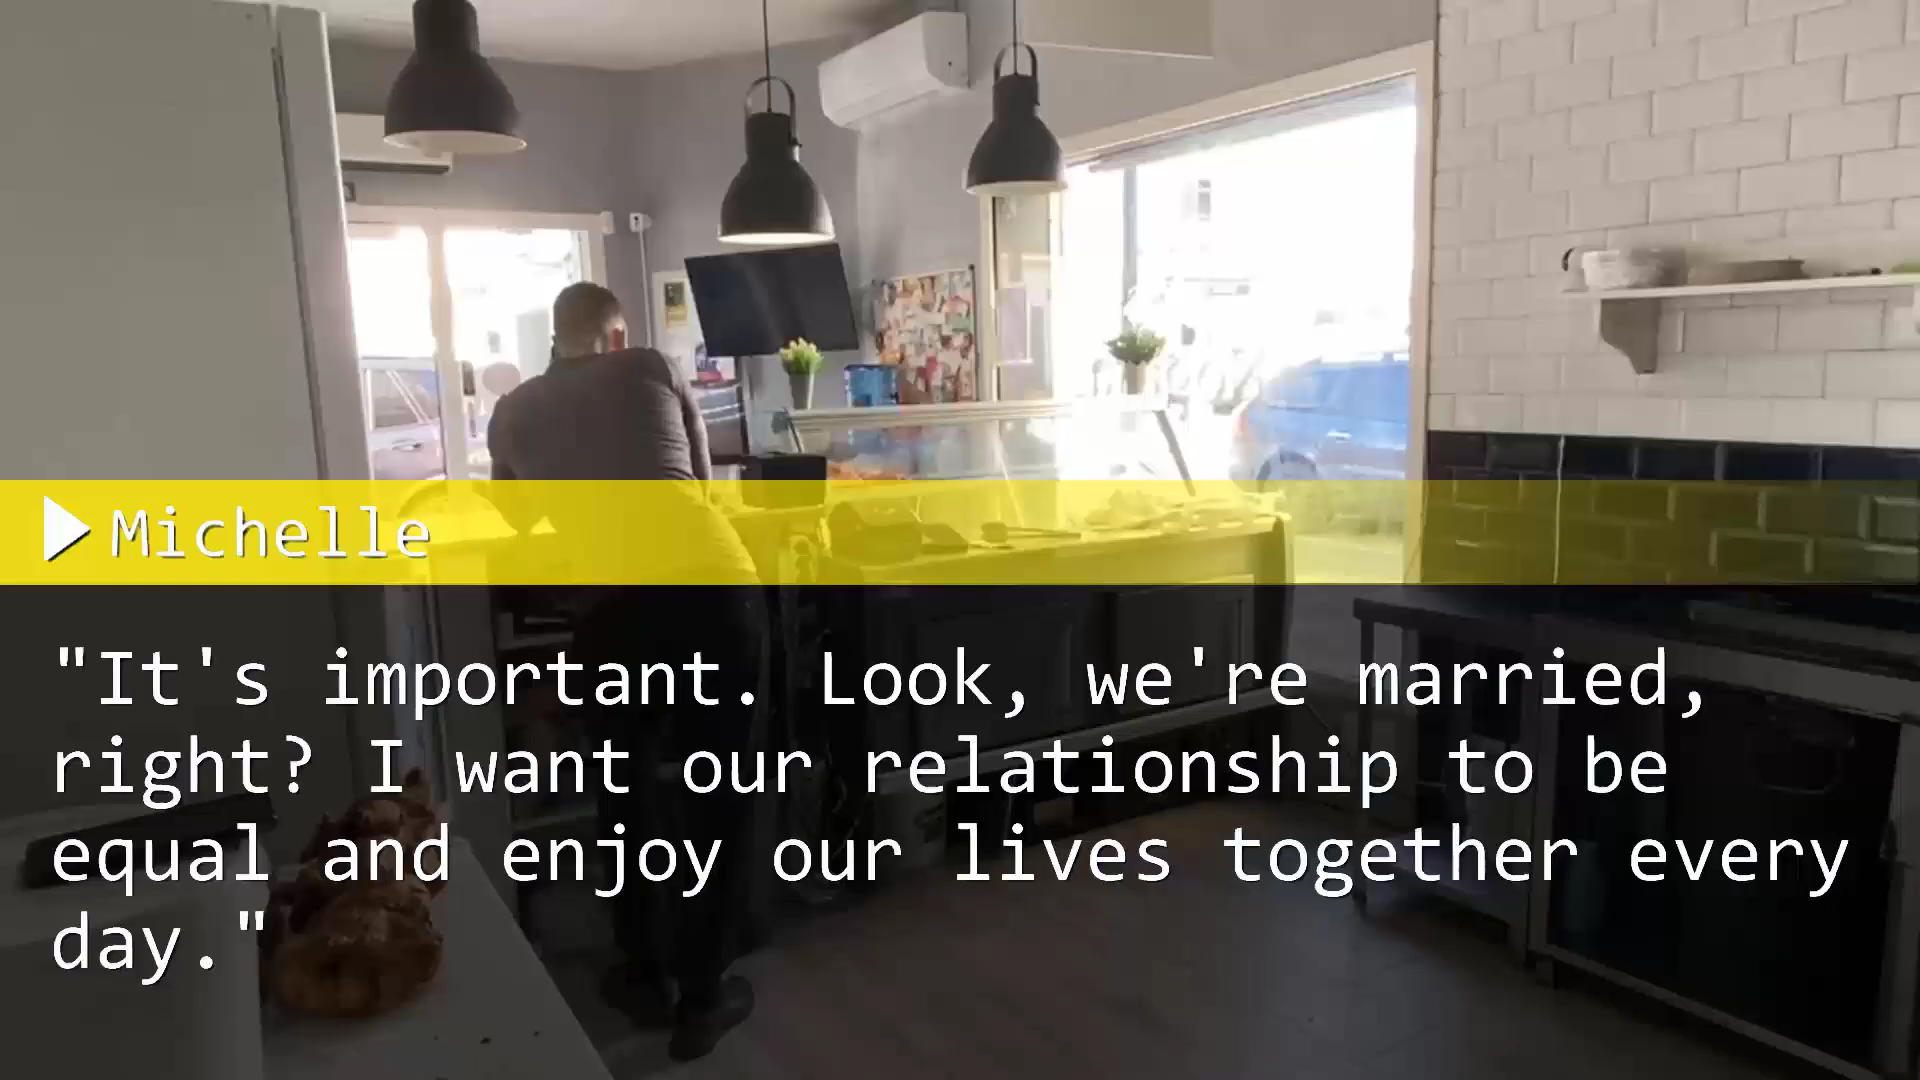 Michelle
"It's important. Look, we're married,
right? I want our relationship to be
equal and enjoy our lives together every
day."